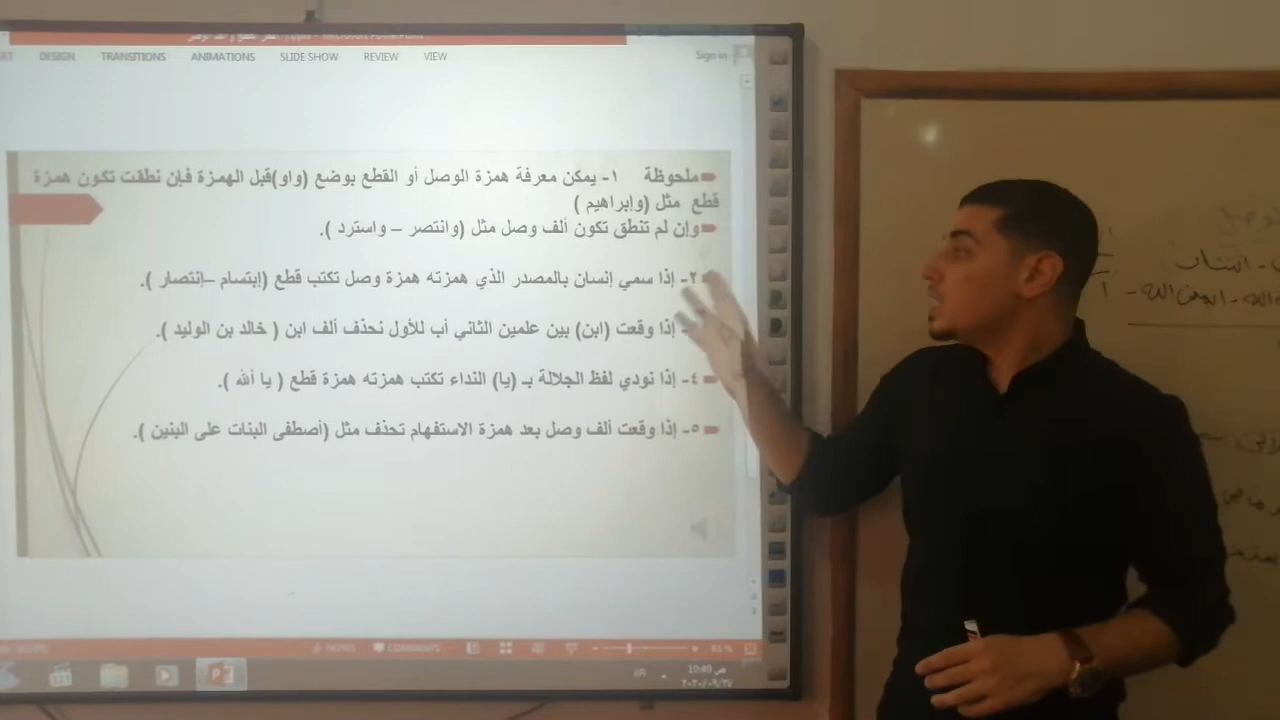 DESIGN TRANSITIONS ANIMATIONS SLIDE SHOW REVIEW VIEW Sign in
ملحوظة ١- يمكن معرفة همزة الوصل أو القطع بوضع (واو)قبل الهمزة فإن نطقت تكون همزة
قطع مثل (وإبراهيم )
وإن لم تنطق تكون ألف وصل مثل (وانتصر – واسترد ).
٢- إذا سمي إنسان بالمصدر الذي همزته همزة وصل تكتب قطع (إبتسام –إنتصار ).
إذا وقعت (ابن) بين علمين الثاني أب للأول نحذف ألف ابن ( خالد بن الوليد ).
٤- إذا نودي لفظ الجلالة بـ (يا) النداء تكتب همزته همزة قطع ( يا ألله ).
٥- إذا وقعت ألف وصل بعد همزة الاستفهام تحذف مثل (أصطفى البنات على البنين ).
NOTES COMMENTS
10:49 ص